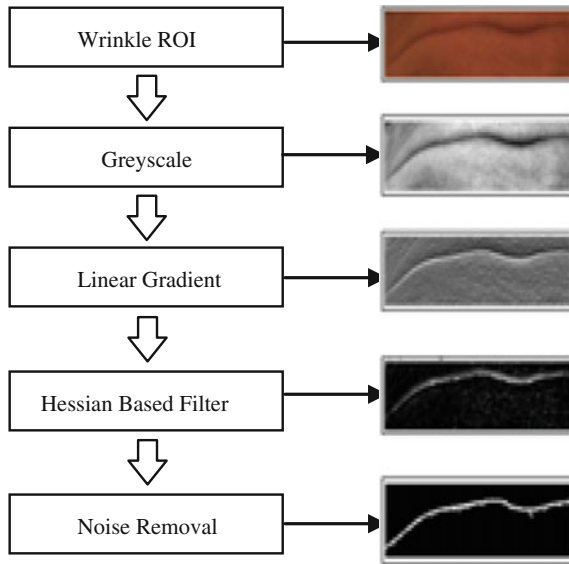 Wrinkle ROI
Greyscale
Linear Gradient
Hessian Based Filter
Noise Removal